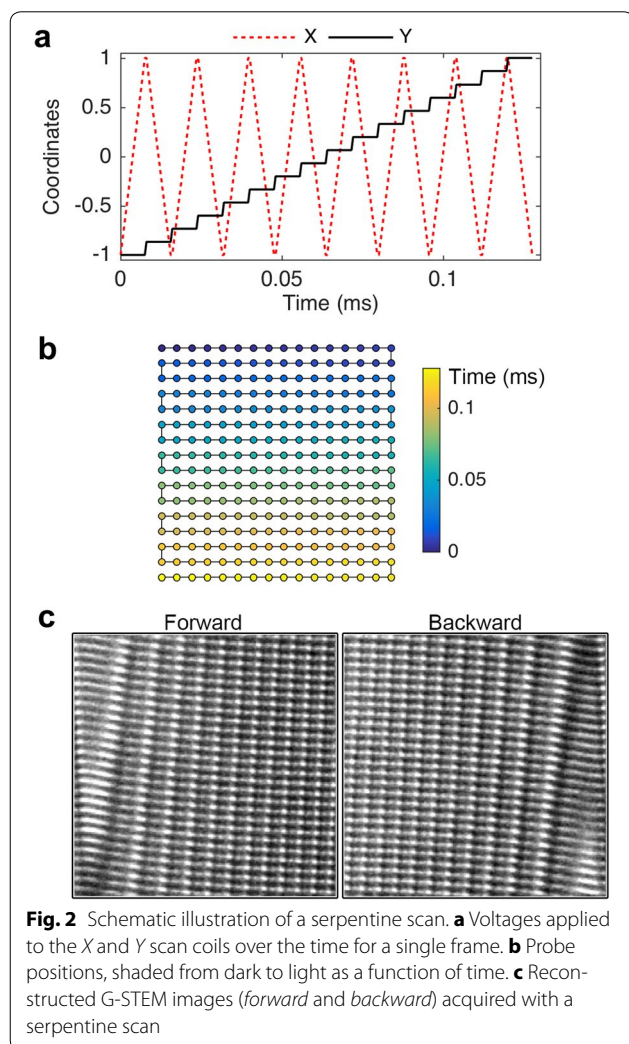 a
X Y
1
0.5
0
-0.5
-1
Coordinates
0 0.05 0.1
Time (ms)
b
Time (ms)
0.1
0.05
0
c
Forward Backward
Fig. 2 Schematic illustration of a serpentine scan. a Voltages applied
to the X and Y scan coils over the time for a single frame. b Probe
positions, shaded from dark to light as a function of time. c Recon-
structed G-STEM images (forward and backward) acquired with a
serpentine scan